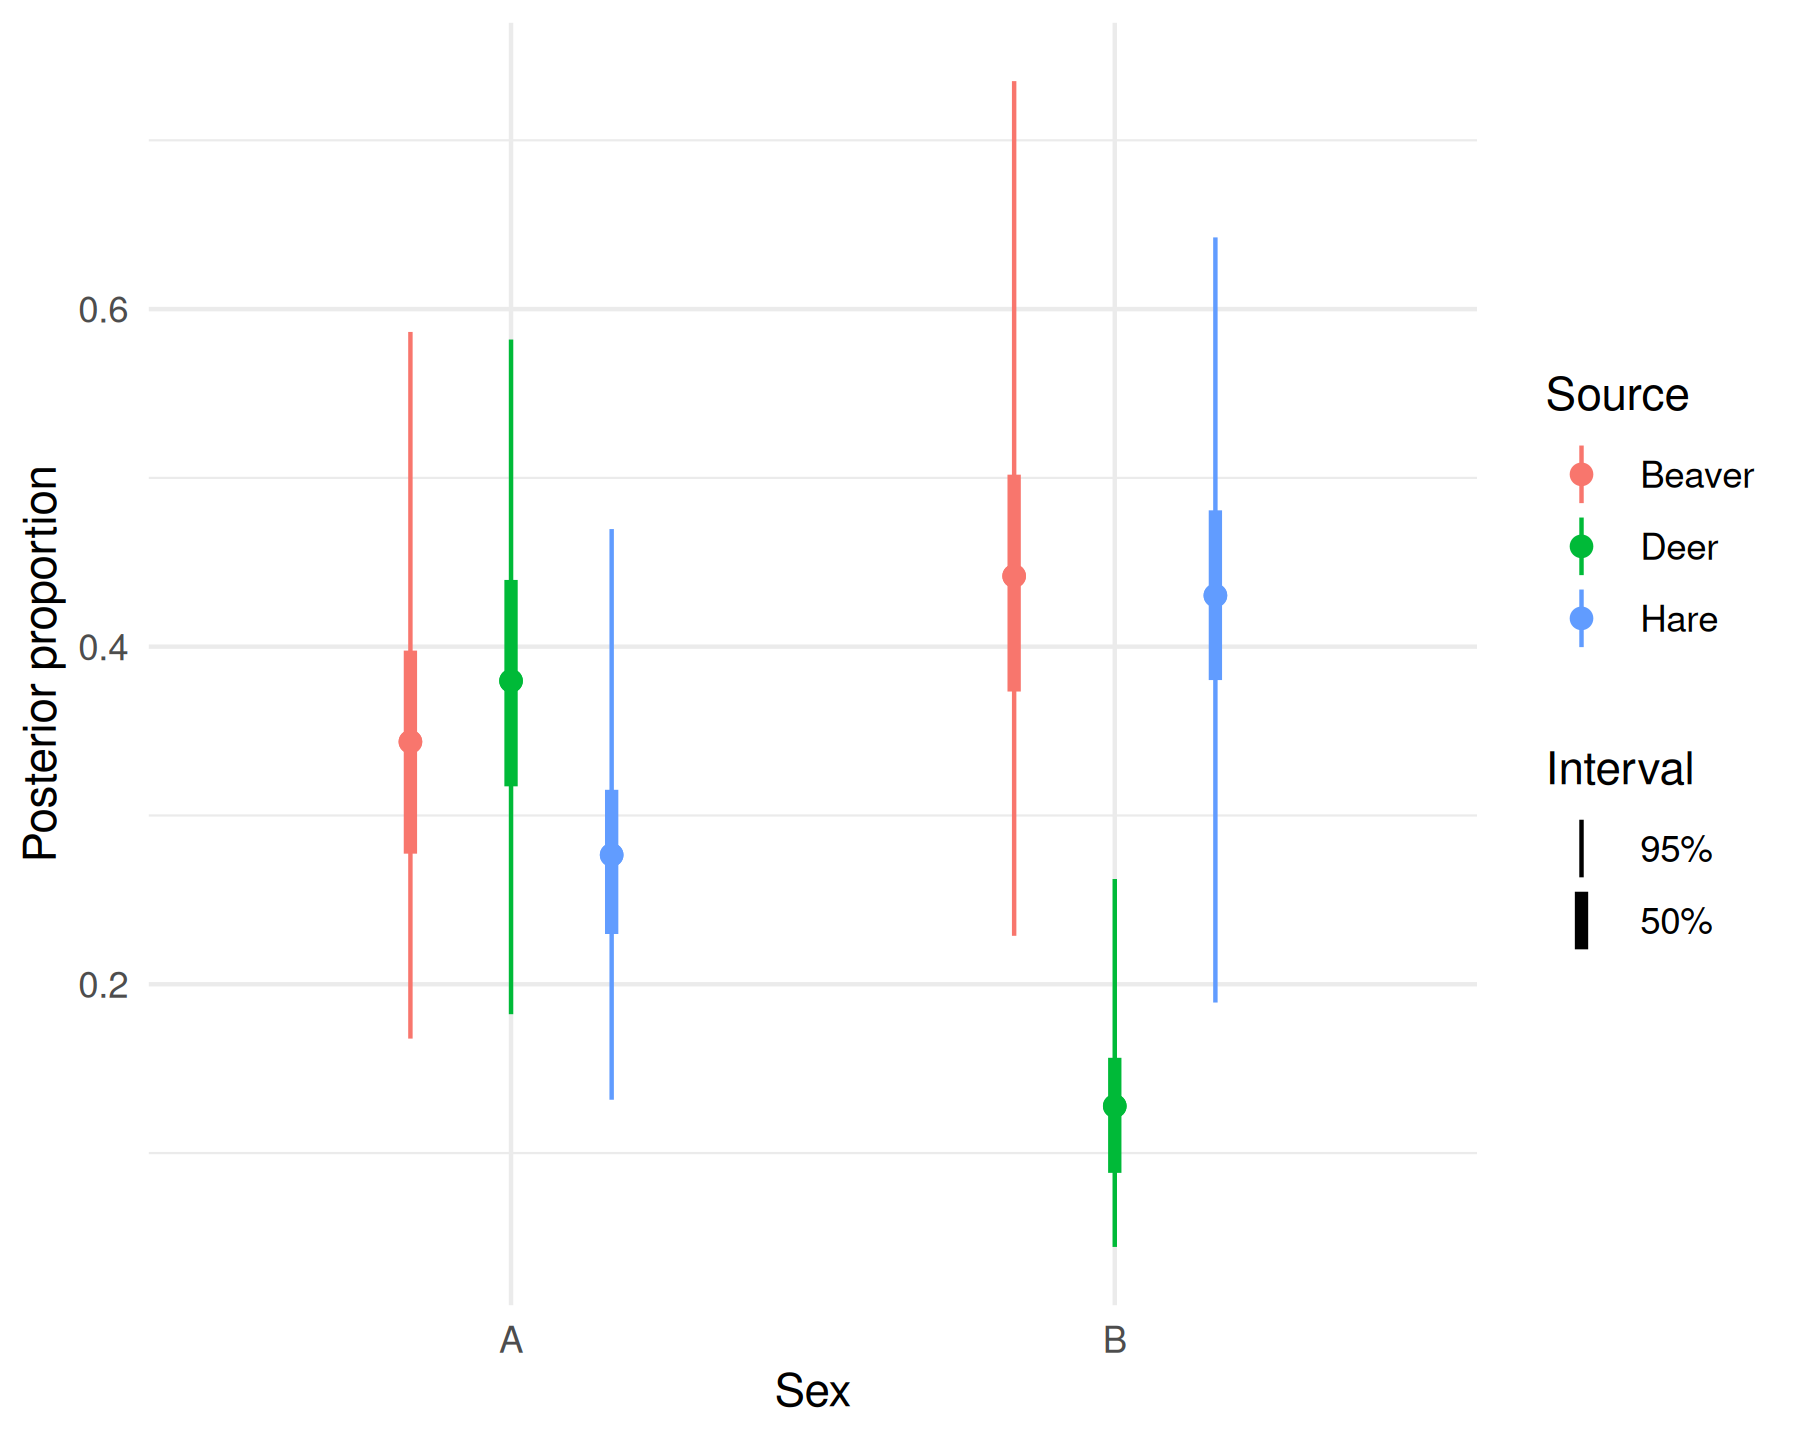 Posterior proportion
0.6
0.4
0.2
A
B
Sex
Source
Beaver
Deer
Hare
Interval
95%
50%